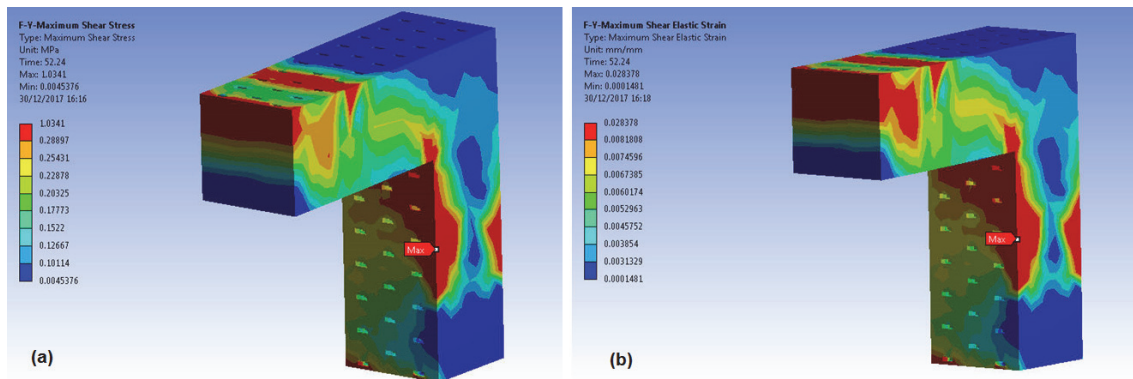 F-Y-Maximum Shear Stress
Type: Maximum Shear Stress
Unit: MPa
Time: 52.24
Max: 1.0341
Min: 0.0045376
30/12/2017 16:16
1.0341
0.28897
0.25431
0.22878
0.20325
0.17773
0.1522
0.12667
0.10114
0.0045376
Max
(a)
F-Y-Maximum Shear Elastic Strain
Type: Maximum Shear Elastic Strain
Unit: mm/mm
Time: 52.24
Max: 0.028378
Min: 0.0001481
30/12/2017 16:18
0.028378
0.0081808
0.0074596
0.0067385
0.0060174
0.0052963
0.0045752
0.003854
0.0031329
0.0001481
Max
(b)